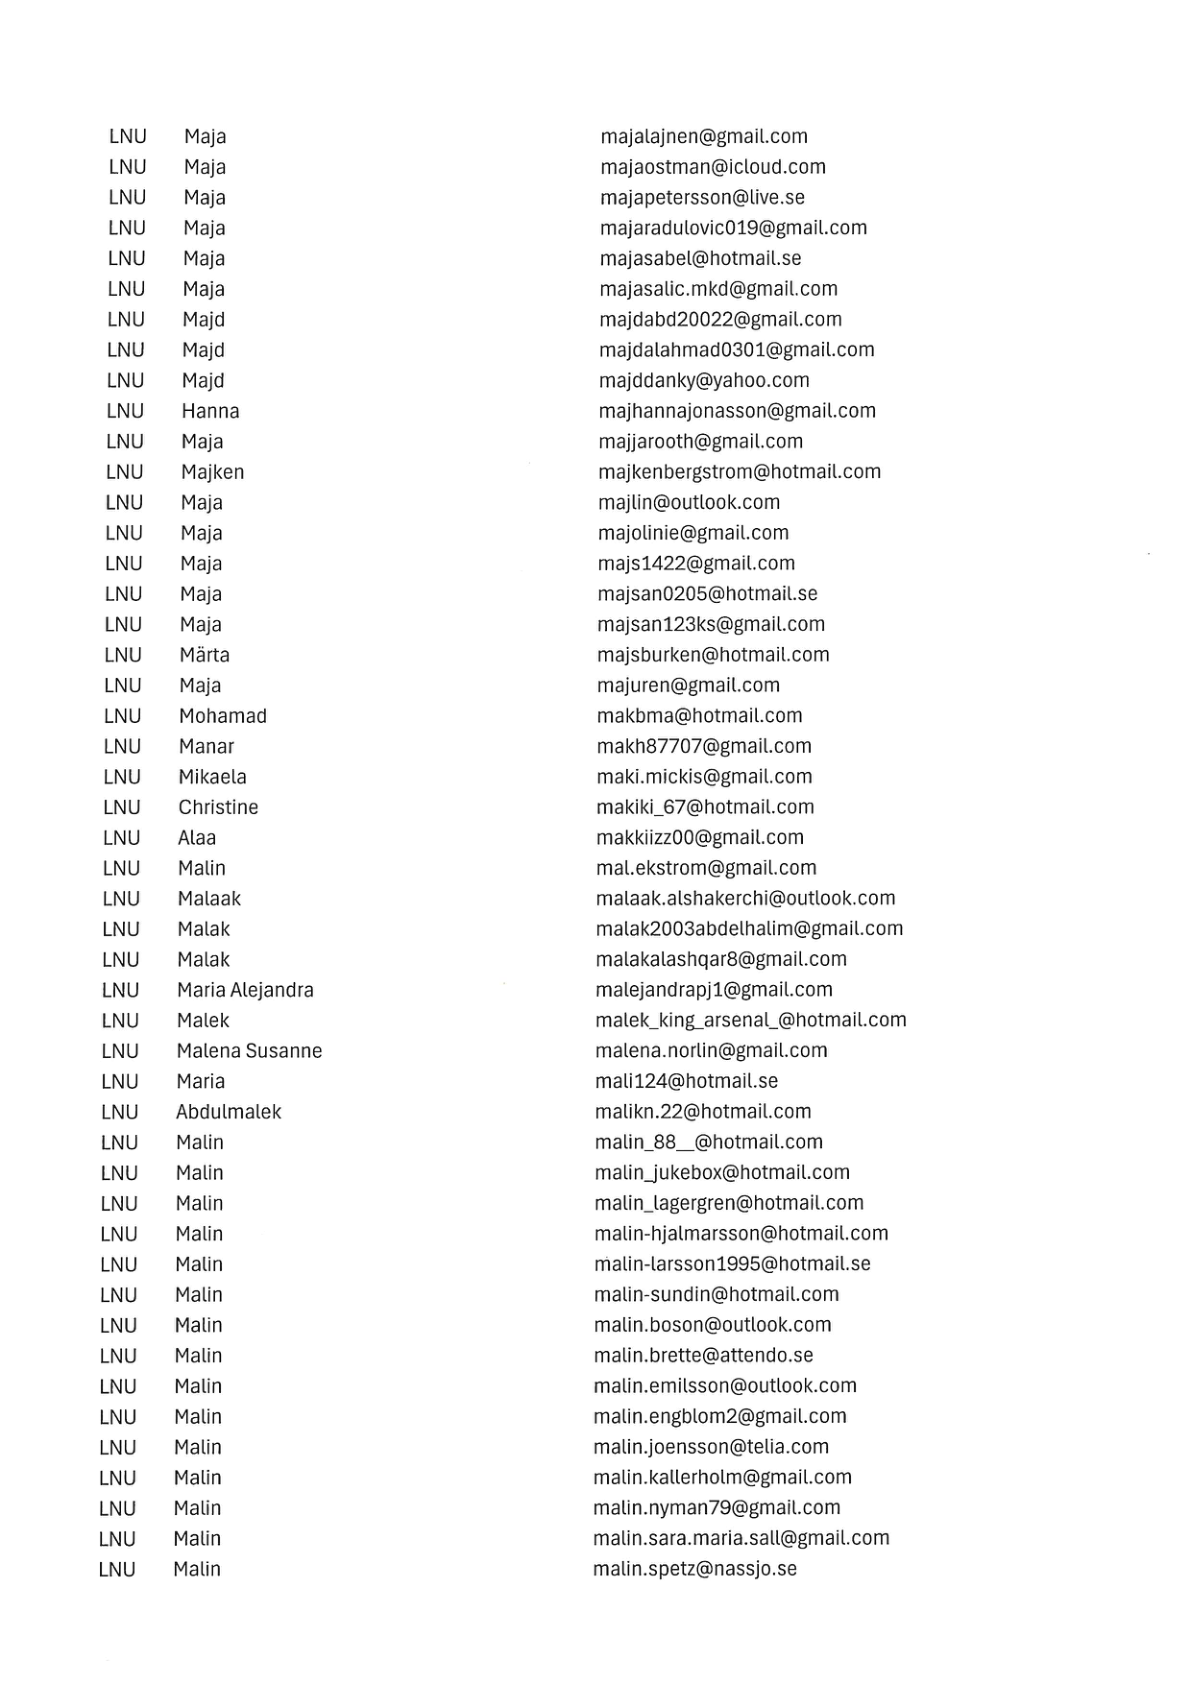 LNU Maja majalajnen@gmail.com
LNU Maja majaostman@icloud.com
LNU Maja majapetersson@live.se
LNU Maja majaradulovic019@gmail.com
LNU Maja majasabel@hotmail.se
LNU Maja majasalic.mkd@gmail.com
LNU Majd majdabd20022@gmail.com
LNU Majd majdalahmad0301@gmail.com
LNU Majd majddanky@yahoo.com
LNU Hanna majhannajonasson@gmail.com
LNU Maja majjarooth@gmail.com
LNU Majken majkenbergstrom@hotmail.com
LNU Maja majlin@outlook.com
LNU Maja majolinie@gmail.com
LNU Maja majs1422@gmail.com
LNU Maja majsan0205@hotmail.se
LNU Maja majsan123ks@gmail.com
LNU Märta majsburken@hotmail.com
LNU Maja majuren@gmail.com
LNU Mohamad makbma@hotmail.com
LNU Manar makh87707@gmail.com
LNU Mikaela maki.mickis@gmail.com
LNU Christine makiki_67@hotmail.com
LNU Alaa makkiizz00@gmail.com
LNU Malin mal.ekstrom@gmail.com
LNU Malaak malaak.alshakerchi@outlook.com
LNU Malak malak2003abdelhalim@gmail.com
LNU Malak malakalashqar8@gmail.com
LNU Maria Alejandra malejandrapj1@gmail.com
LNU Malek malek_king_arsenal_@hotmail.com
LNU Malena Susanne malena.norlin@gmail.com
LNU Maria mali124@hotmail.se
LNU Abdulmalek malikn.22@hotmail.com
LNU Malin malin_88__@hotmail.com
LNU Malin malin_jukebox@hotmail.com
LNU Malin malin_lagergren@hotmail.com
LNU Malin malin-hjalmarsson@hotmail.com
LNU Malin malin-larsson1995@hotmail.se
LNU Malin malin-sundin@hotmail.com
LNU Malin malin.boson@outlook.com
LNU Malin malin.brette@attendo.se
LNU Malin malin.emilsson@outlook.com
LNU Malin malin.engblom2@gmail.com
LNU Malin malin.joensson@telia.com
LNU Malin malin.kallerholm@gmail.com
LNU Malin malin.nyman79@gmail.com
LNU Malin malin.sara.maria.sall@gmail.com
LNU Malin malin.spetz@nassjo.se